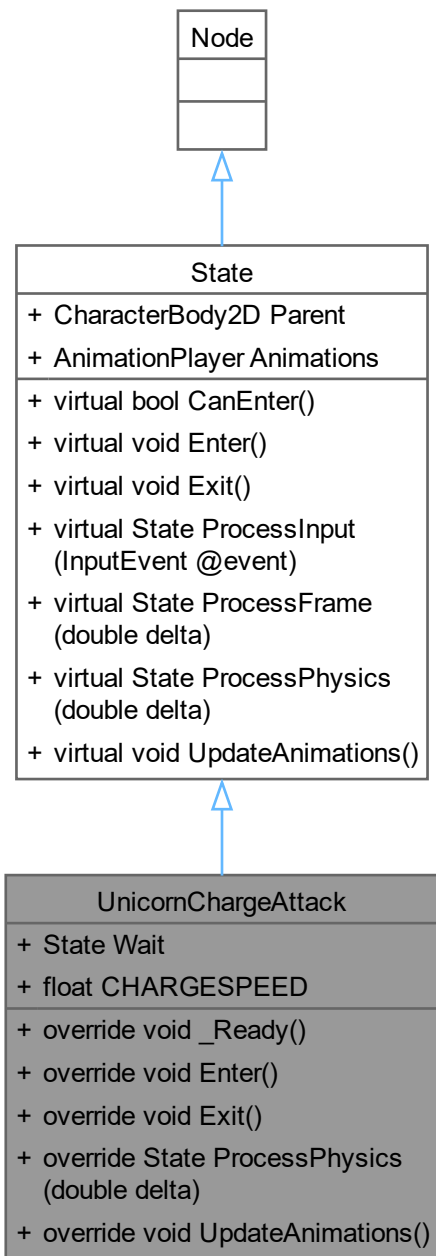 Node
State
+ CharacterBody2D Parent
+ AnimationPlayer Animations
+ virtual bool CanEnter()
+ virtual void Enter()
+ virtual void Exit()
+ virtual State ProcessInput
(InputEvent @event)
+ virtual State ProcessFrame
(double delta)
+ virtual State ProcessPhysics
(double delta)
+ virtual void UpdateAnimations()
UnicornChargeAttack
+ State Wait
+ float CHARGESPEED
+ override void _Ready()
+ override void Enter()
+ override void Exit()
+ override State ProcessPhysics
(double delta)
+ override void UpdateAnimations()